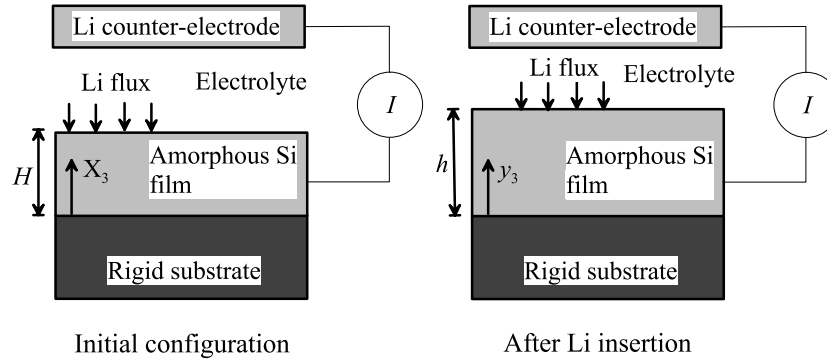 Li counter-electrode
Li flux
Electrolyte
I
H
X3
Amorphous Si
film
Rigid substrate
Initial configuration
Li counter-electrode
Li flux
Electrolyte
I
h
y3
Amorphous Si
film
Rigid substrate
After Li insertion